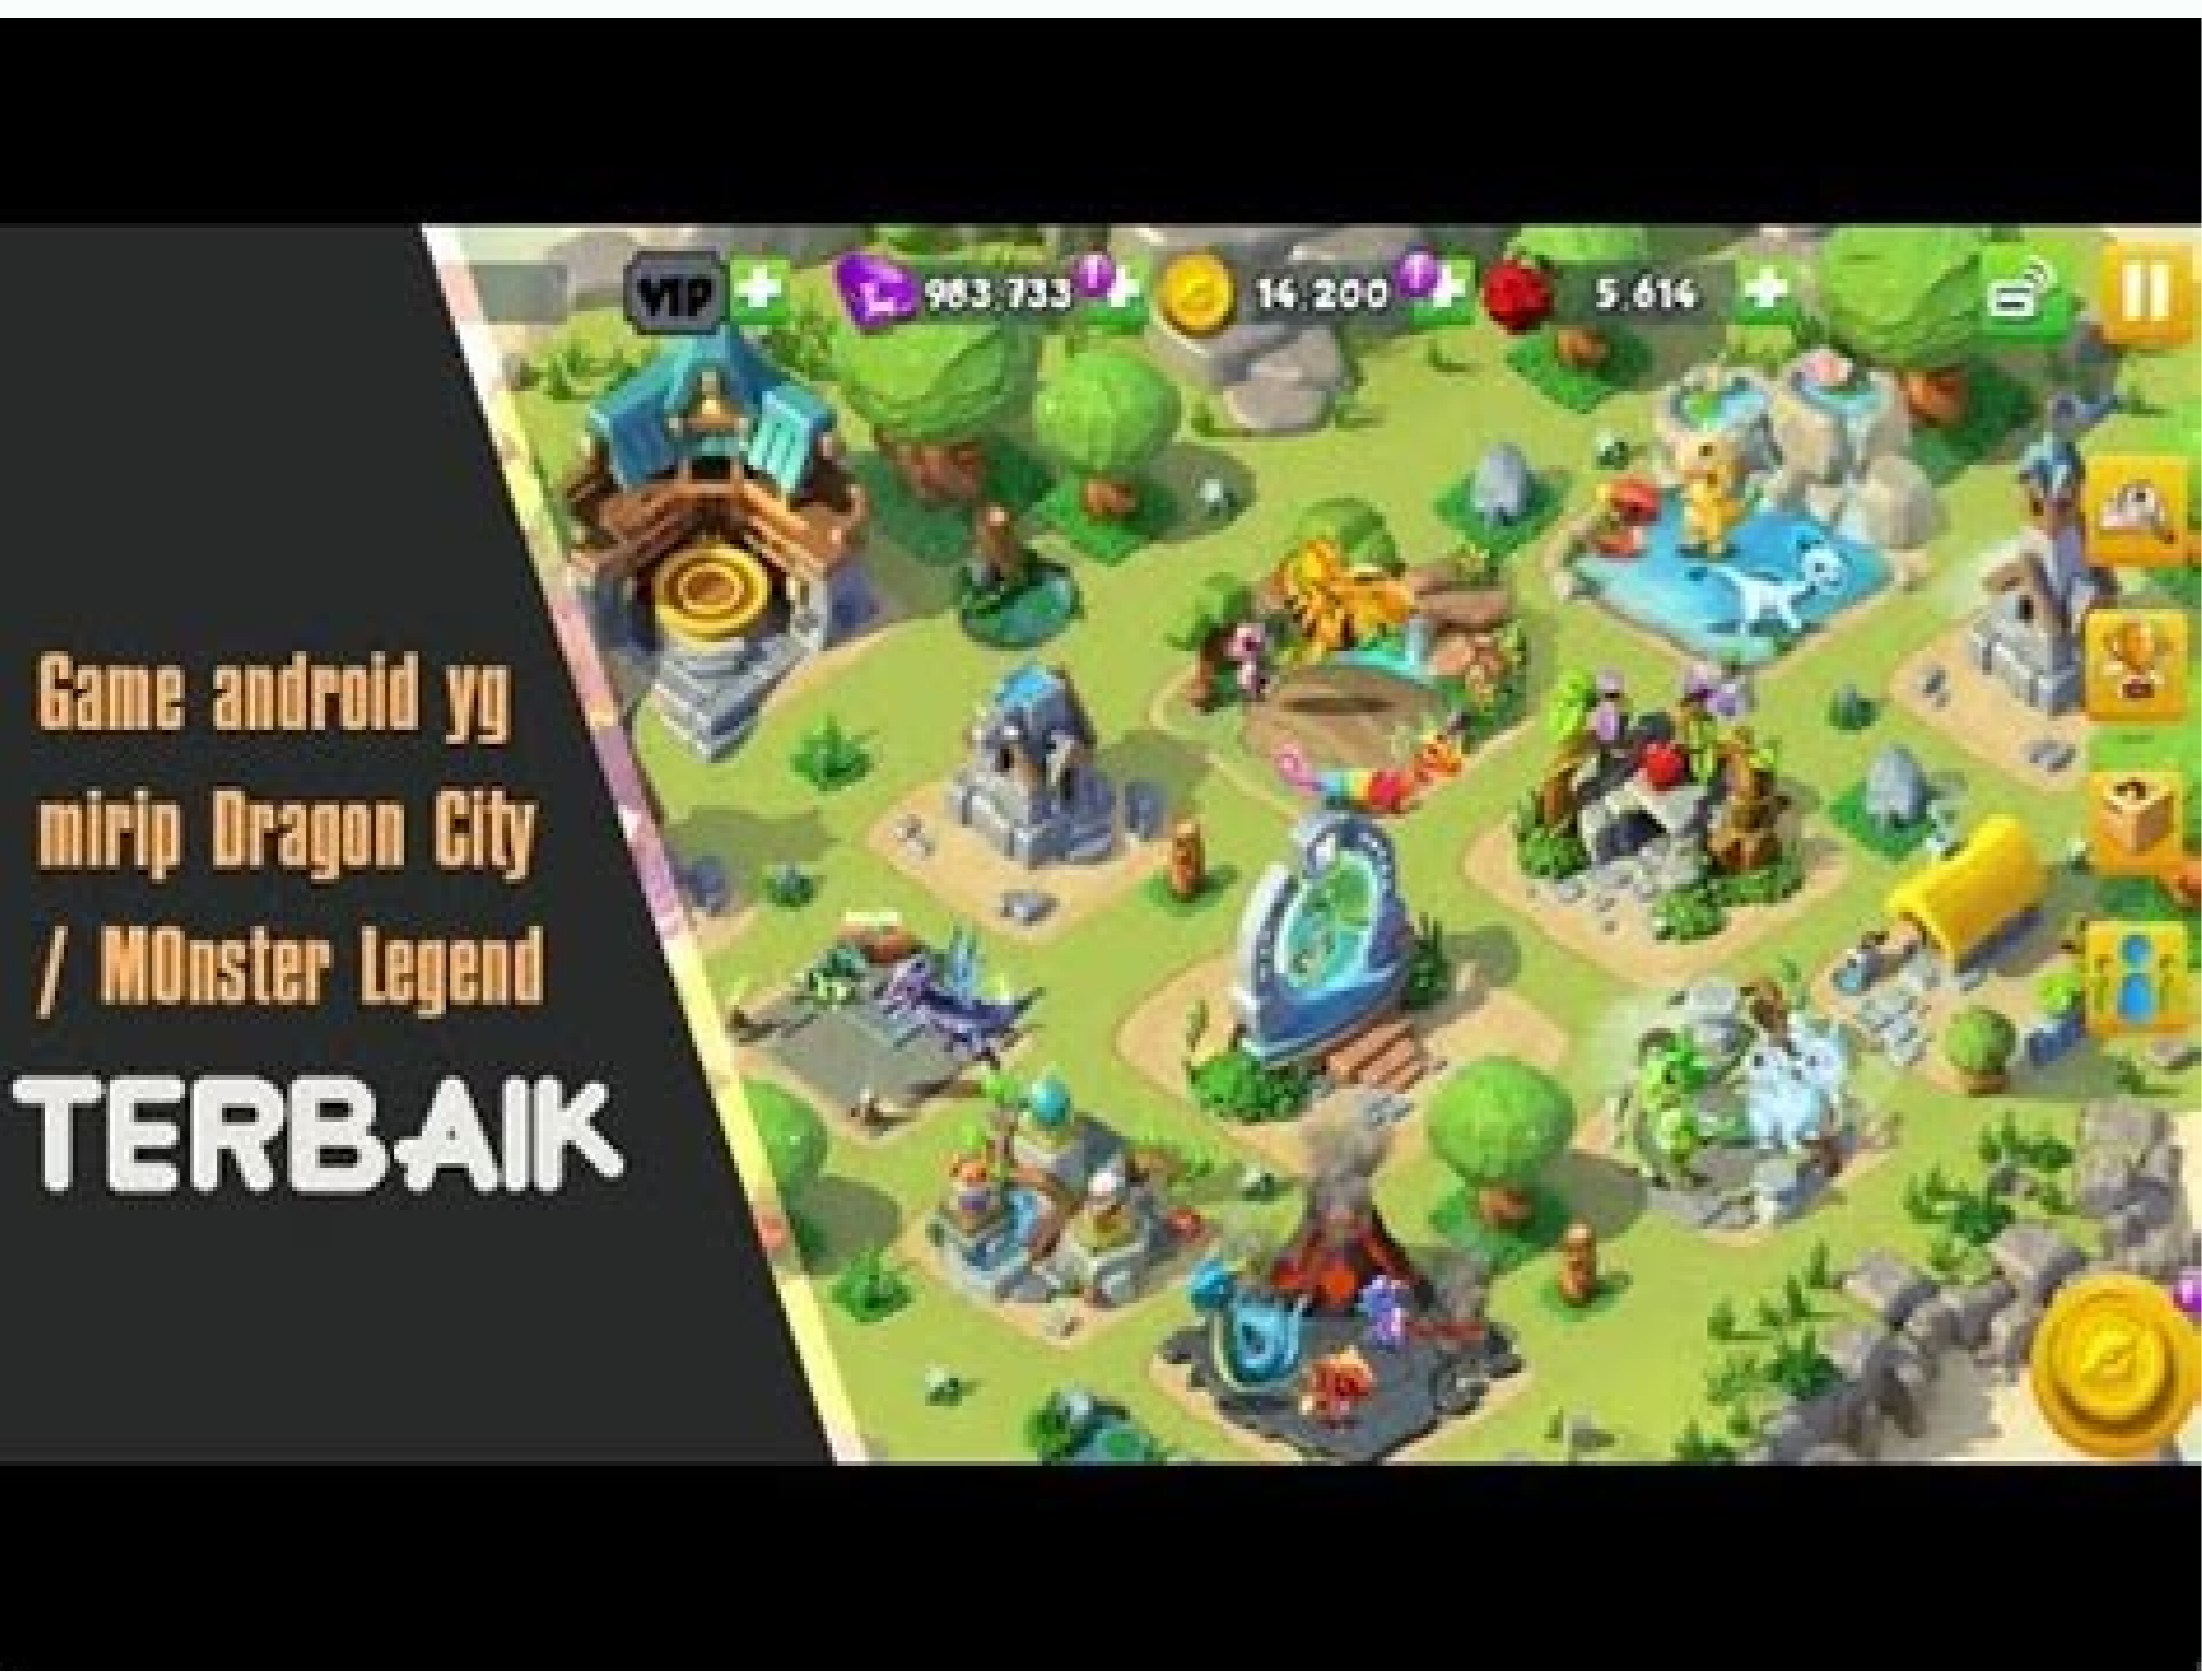 VIP 983,733 14,200 5,614
Game android yg
mirip Dragon City
/ MOnster Legend
TERBAIK